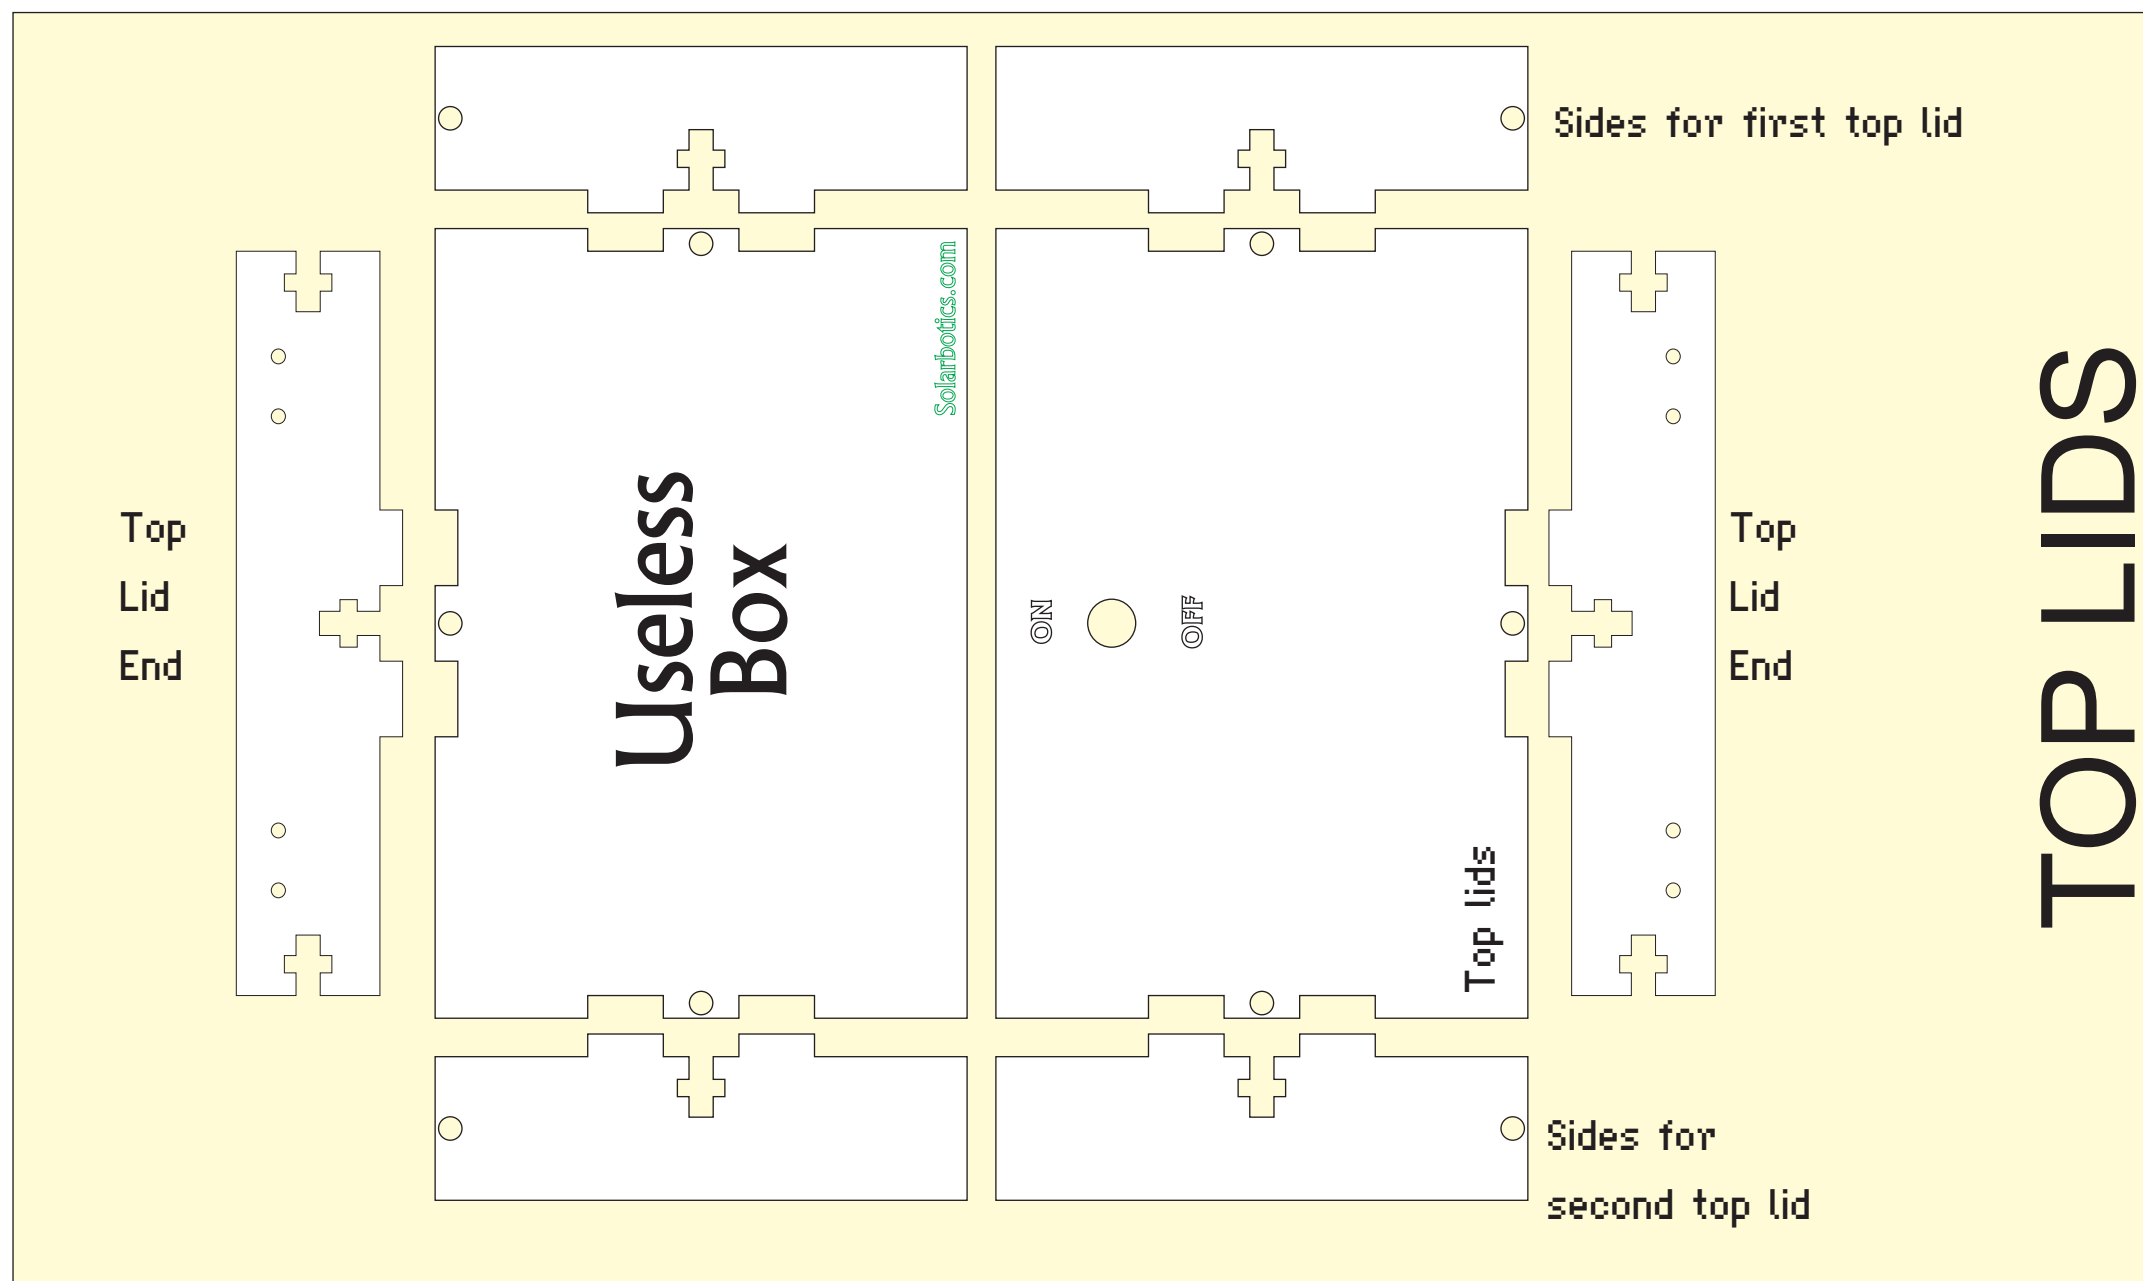 Sides for first top lid
Solarbotics.com
Top
Lid
End
Useless
Box
ON
OFF
Top lids
Top
Lid
End
TOP LIDS
Sides for
second top lid